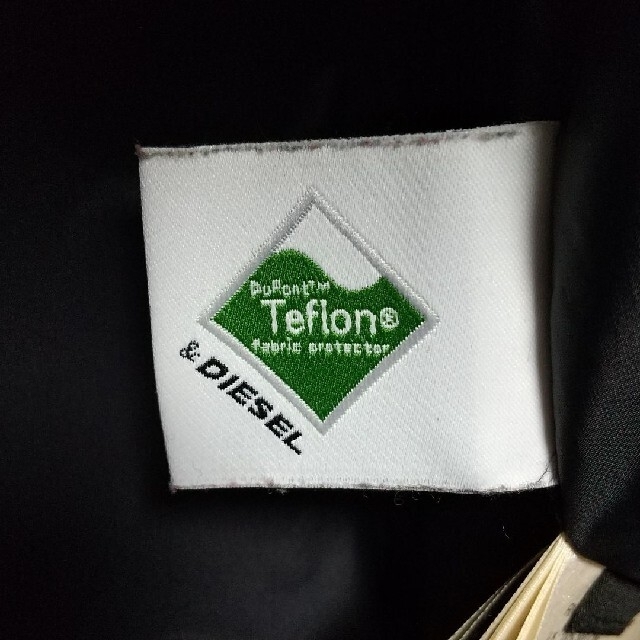 DuPont™
Teflon®
fabric protector
& DIESEL